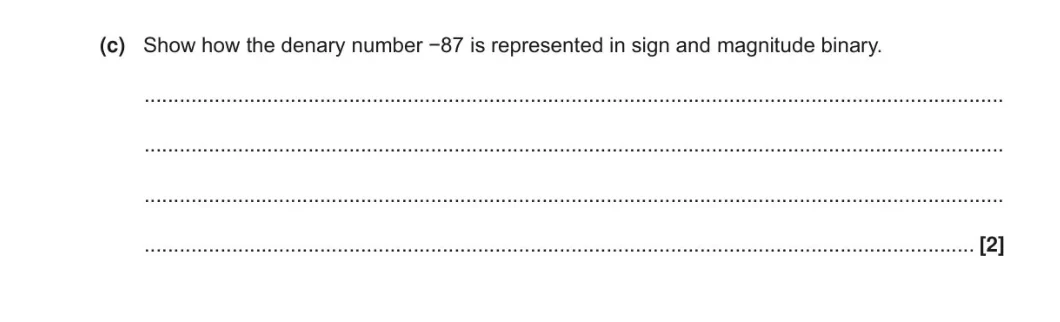 (c) Show how the denary number −87 is represented in sign and magnitude binary.
[2]